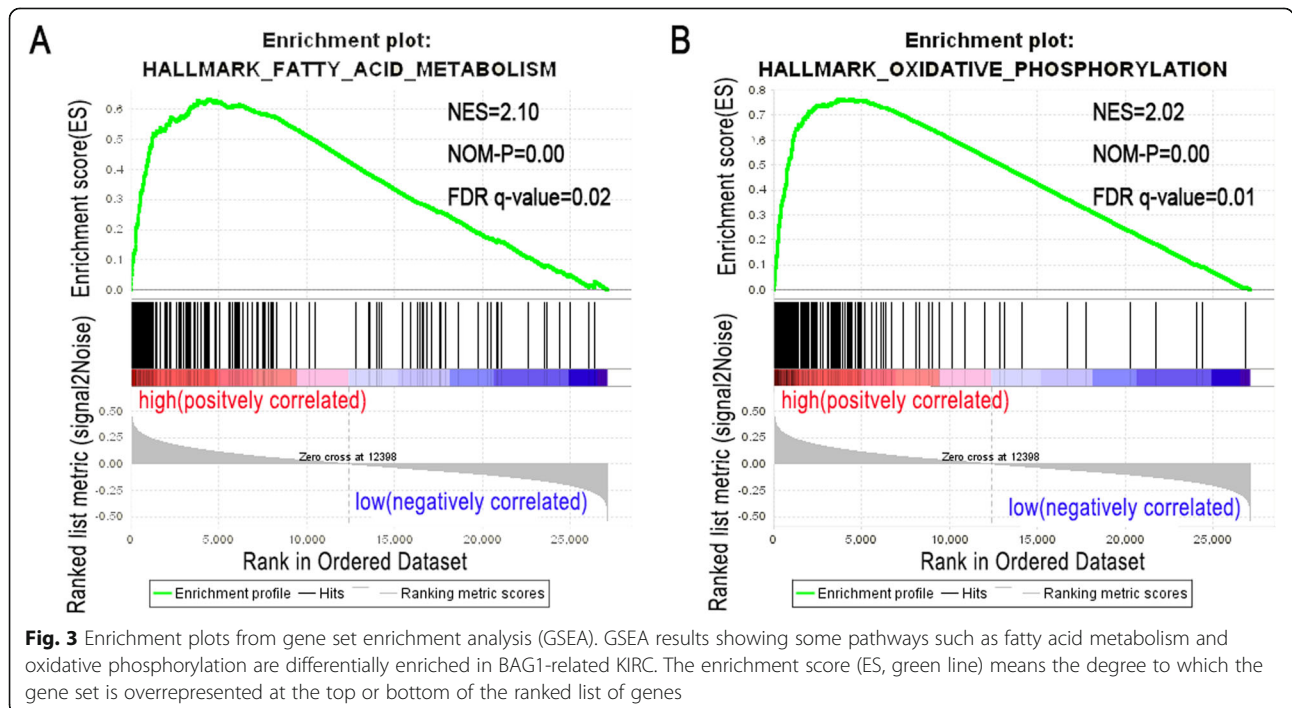 A
Enrichment plot:
HALLMARK_FATTY_ACID_METABOLISM
Enrichment score(ES)
0.6
0.5
0.4
0.3
0.2
0.1
0.0
NES=2.10
NOM-P=0.00
FDR q-value=0.02
high(positvely correlated)
Ranked list metric (signal2Noise)
0.50
0.25
0.00
-0.25
-0.50
Zero cross at 12398
low(negatively correlated)
0 5,000 10,000 15,000 20,000 25,000
Rank in Ordered Dataset
Enrichment profile Hits Ranking metric scores
B
Enrichment plot:
HALLMARK_OXIDATIVE_PHOSPHORYLATION
Enrichment score(ES)
0.8
0.7
0.6
0.5
0.4
0.3
0.2
0.1
0.0
NES=2.02
NOM-P=0.00
FDR q-value=0.01
high(positvely correlated)
Ranked list metric (signal2Noise)
0.50
0.25
0.00
-0.25
-0.50
Zero cross at 12398
low(negatively correlated)
0 5,000 10,000 15,000 20,000 25,000
Rank in Ordered Dataset
Enrichment profile Hits Ranking metric scores
Fig. 3 Enrichment plots from gene set enrichment analysis (GSEA). GSEA results showing some pathways such as fatty acid metabolism and
oxidative phosphorylation are differentially enriched in BAG1-related KIRC. The enrichment score (ES, green line) means the degree to which the
gene set is overrepresented at the top or bottom of the ranked list of genes